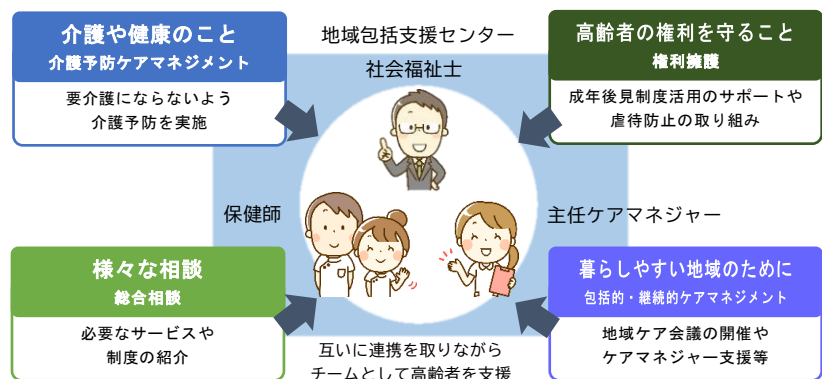 介護や健康のこと
介護予防ケアマネジメント
要介護にならないよう
介護予防を実施
地域包括支援センター
社会福祉士
高齢者の権利を守ること
権利擁護
成年後見制度活用のサポートや
虐待防止の取り組み
保健師
主任ケアマネジャー
様々な相談
総合相談
必要なサービスや
制度の紹介
暮らしやすい地域のために
包括的・継続的ケアマネジメント
地域ケア会議の開催や
ケアマネジャー支援等
互いに連携を取りながら
チームとして高齢者を支援